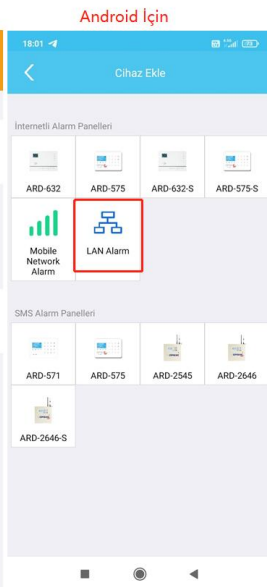 Android İçin
18:01
73
Cihaz Ekle
İnternetli Alarm Panelleri
ARD-632
ARD-575
ARD-632-S
ARD-575-S
Mobile
Network
Alarm
LAN Alarm
SMS Alarm Panelleri
ARD-571
ARD-575
ARD-2545
ARD-2646
ARD-2646-S